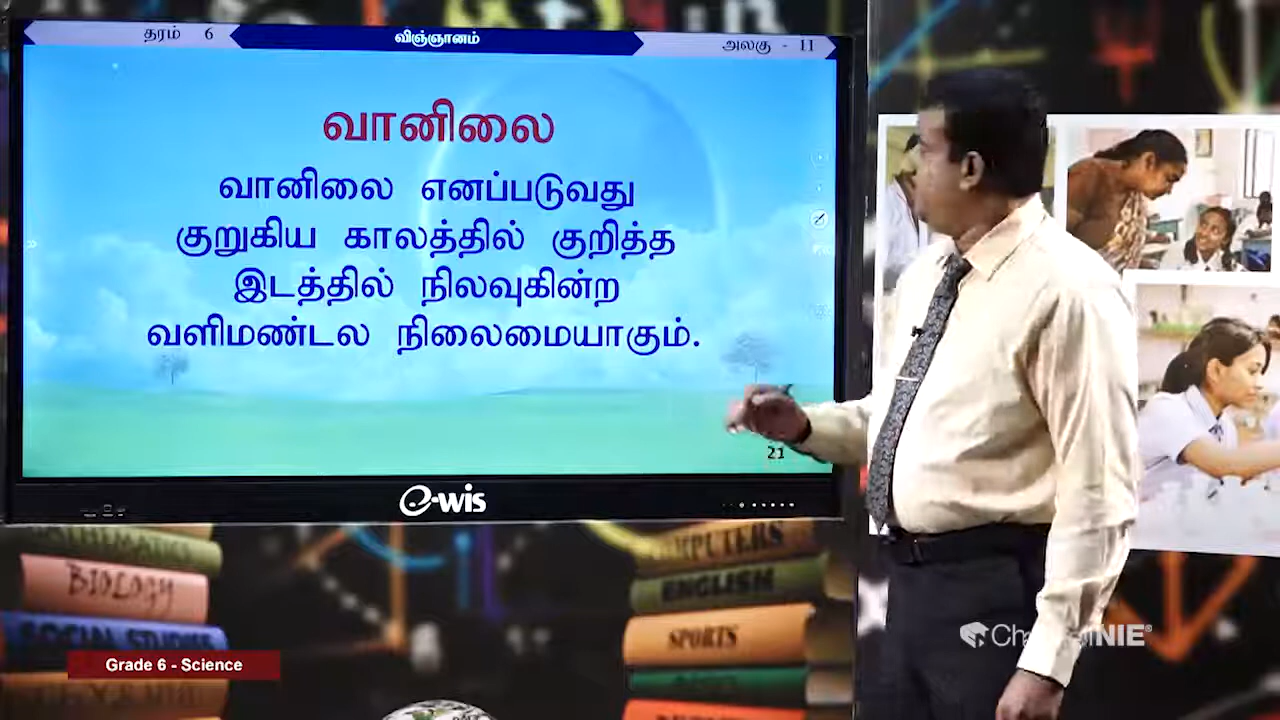 தரம் 6
விஞ்ஞானம்
அலகு - 11
வானிலை
வானிலை எனப்படுவது
குறுகிய காலத்தில் குறித்த
இடத்தில் நிலவுகின்ற
வளிமண்டல நிலைமையாகும்.
21
e-wis
MATHEMATICS
BIOLOGY
SOCIAL STUDIES
COMPUTERS
ENGLISH
SPORTS
Grade 6 - Science